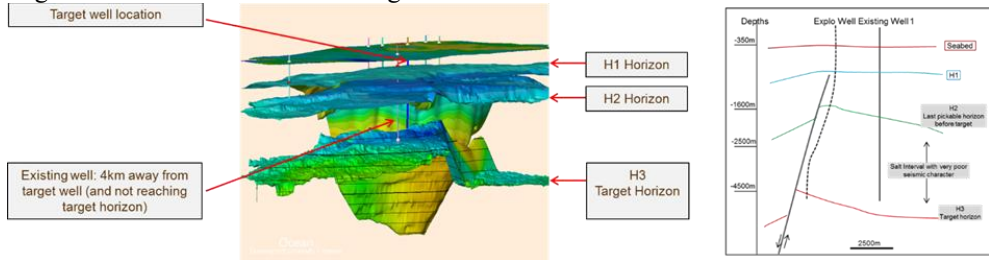 Target well location
H1 Horizon
H2 Horizon
Existing well: 4km away from
target well (and not reaching
target horizon)
H3
Target Horizon
Ocean
Depths
Explo Well Existing Well 1
-350m
Seabed
H1
-1600m
H2
Last pickable horizon
before target
-2500m
Salt Interval with very poor
seismic character
-4500m
H3
Target horizon
2500m